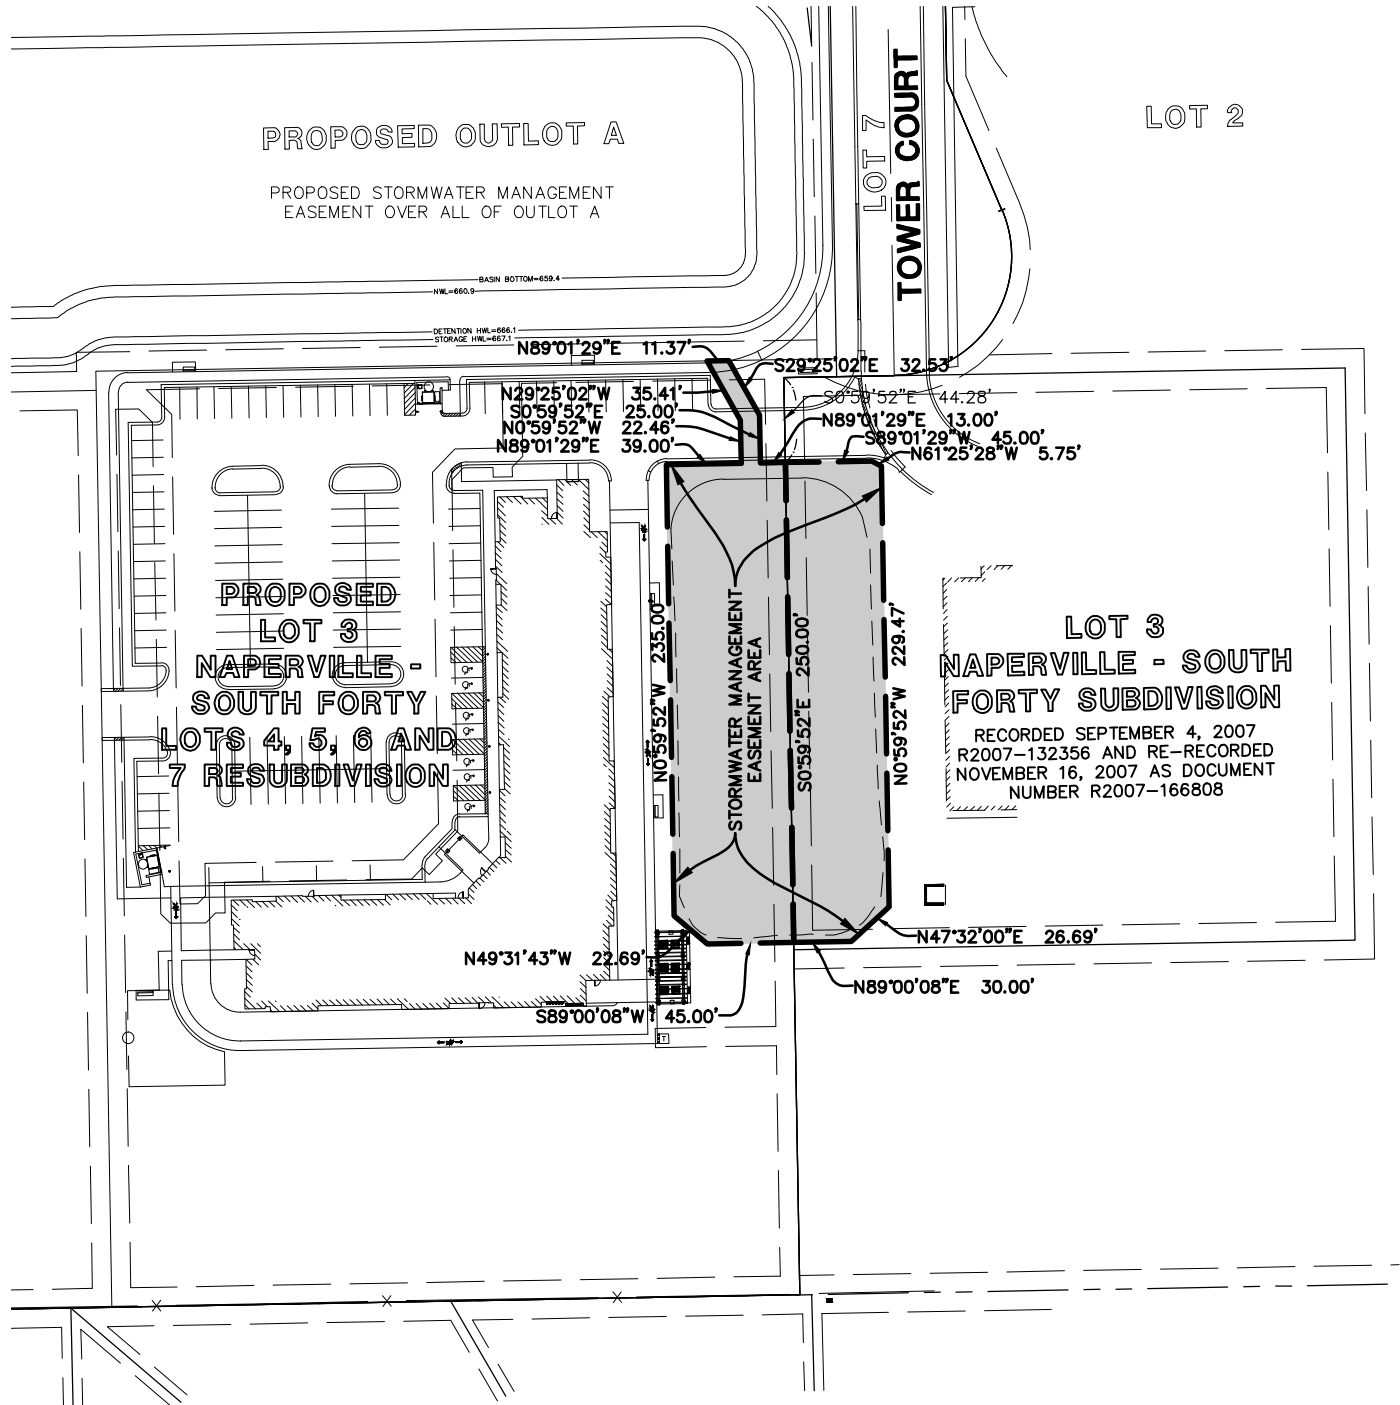 PROPOSED OUTLOT A
PROPOSED STORMWATER MANAGEMENT
EASEMENT OVER ALL OF OUTLOT A
LOT 7
TOWER COURT
LOT 2
BASIN BOTTOM=659.4
NWL=660.9
DETENTION HWL=666.1
STORAGE HWL=667.1
N89°01'29"E 11.37'
S29°25'02"E 32.53'
N29°25'02"W 35.41'
S0°59'52"E 44.28'
S0°59'52"E 25.00'
N89°01'29"E 13.00'
N0°59'52"W 22.46'
S89°01'29"W 45.00'
N89°01'29"E 39.00'
N61°25'28"W 5.75'
PROPOSED
LOT 3
NAPERVILLE -
SOUTH FORTY
LOTS 4, 5, 6 AND
7 RESUBDIVISION
N0°59'52"W 235.00'
STORMWATER MANAGEMENT
EASEMENT AREA
S0°59'52"E 250.00'
N0°59'52"W 229.47'
LOT 3
NAPERVILLE - SOUTH
FORTY SUBDIVISION
RECORDED SEPTEMBER 4, 2007
R2007-132356 AND RE-RECORDED
NOVEMBER 16, 2007 AS DOCUMENT
NUMBER R2007-166808
N47°32'00"E 26.69'
N49°31'43"W 22.69'
N89°00'08"E 30.00'
S89°00'08"W 45.00'
T